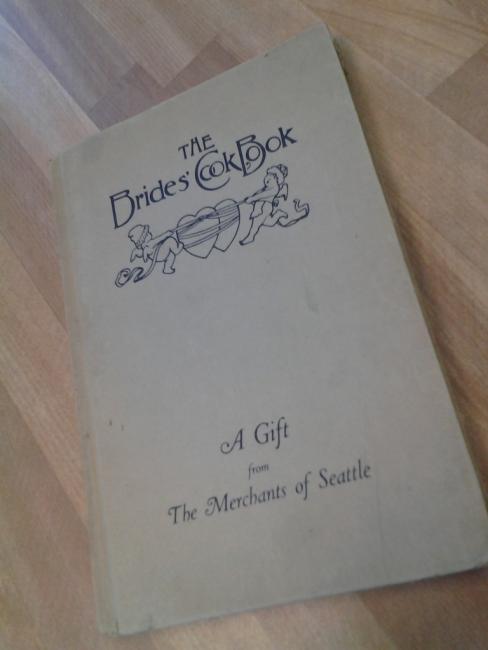 THE
Brides' Cook Book
A Gift
from
The Merchants of Seattle